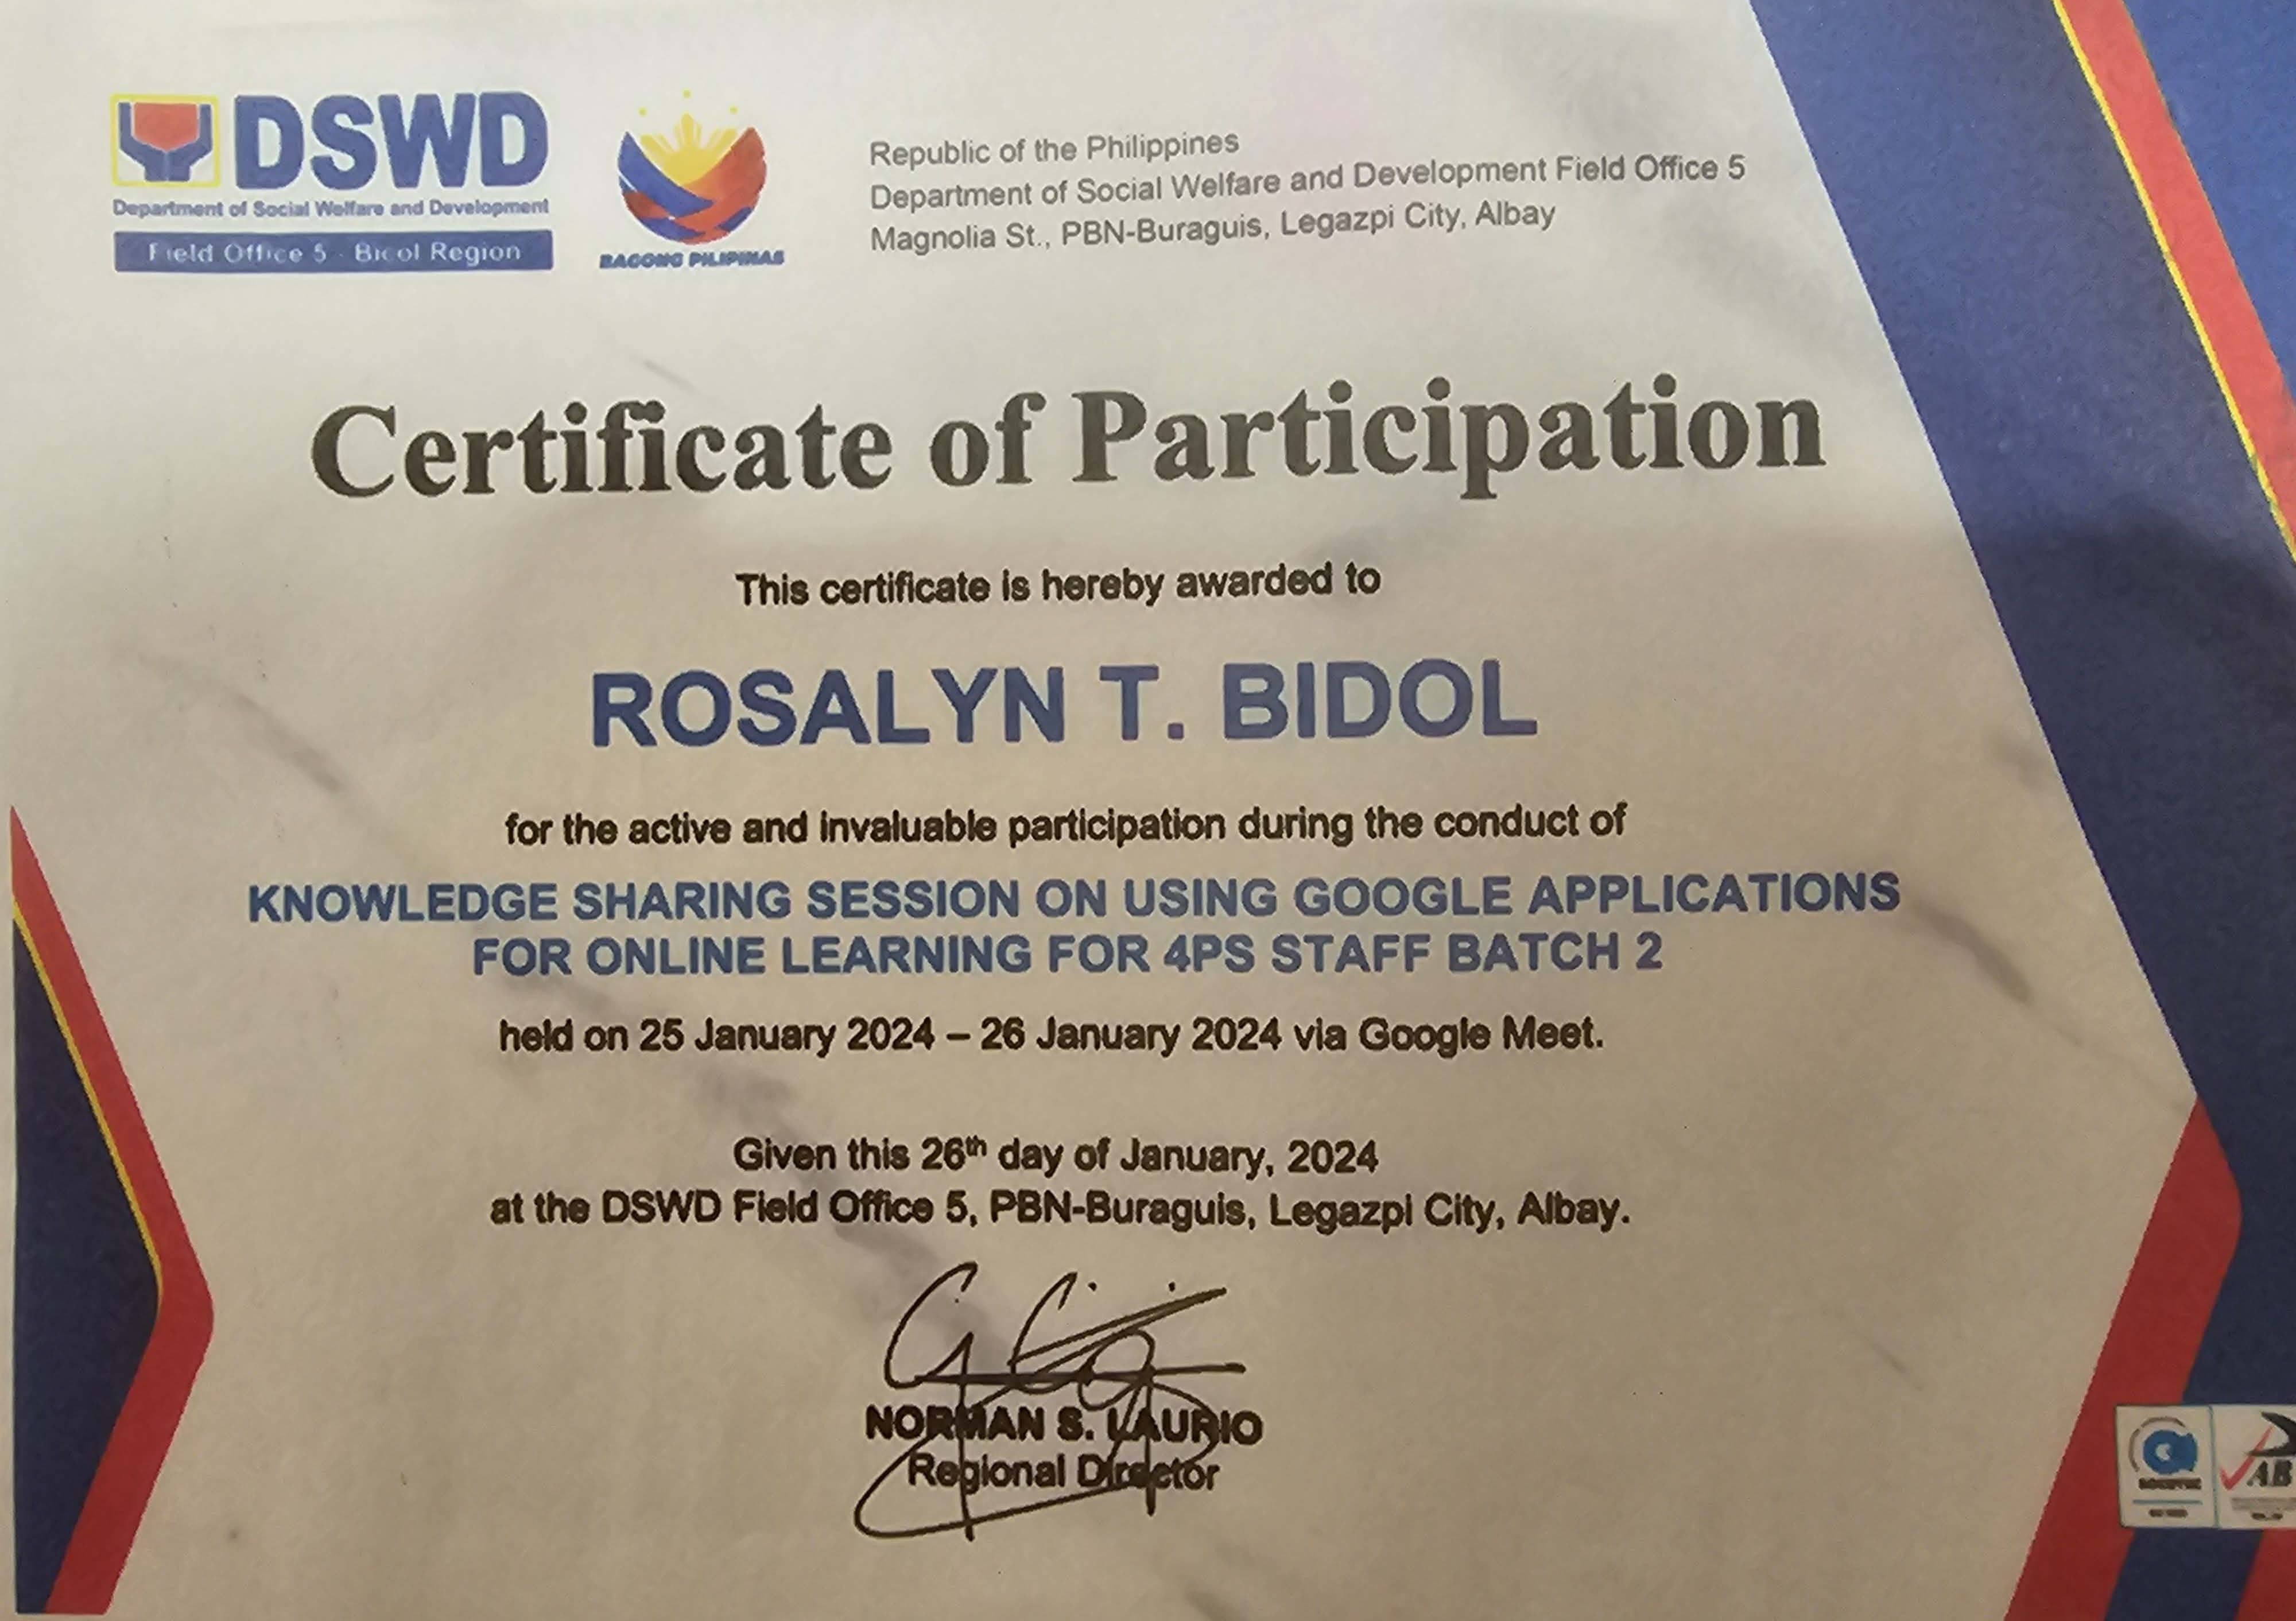 DSWD
Department of Social Welfare and Development
Field Office 5 - Bicol Region
BAGONG PILIPINAS
Republic of the Philippines
Department of Social Welfare and Development Field Office 5
Magnolia St., PBN-Buraguis, Legazpi City, Albay
Certificate of Participation
This certificate is hereby awarded to
ROSALYN T. BIDOL
for the active and invaluable participation during the conduct of
KNOWLEDGE SHARING SESSION ON USING GOOGLE APPLICATIONS
FOR ONLINE LEARNING FOR 4PS STAFF BATCH 2
held on 25 January 2024 – 26 January 2024 via Google Meet.
Given this 26th day of January, 2024
at the DSWD Field Office 5, PBN-Buraguis, Legazpi City, Albay.
NORMAN S. LAURIO
Regional Director
AB